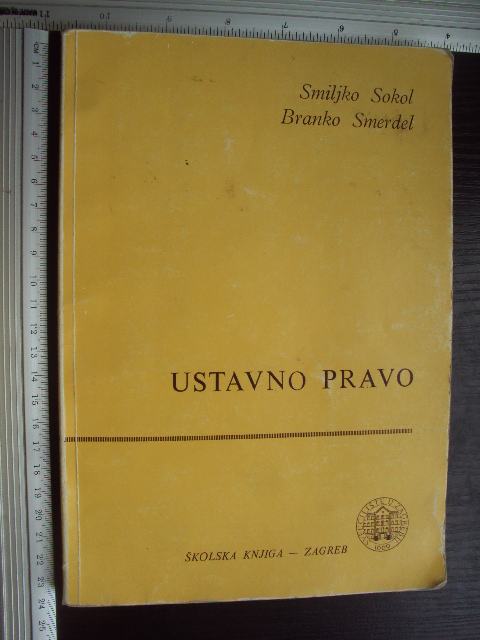 Smiljko Sokol
Branko Smerdel
USTAVNO PRAVO
ŠKOLSKA KNJIGA – ZAGREB